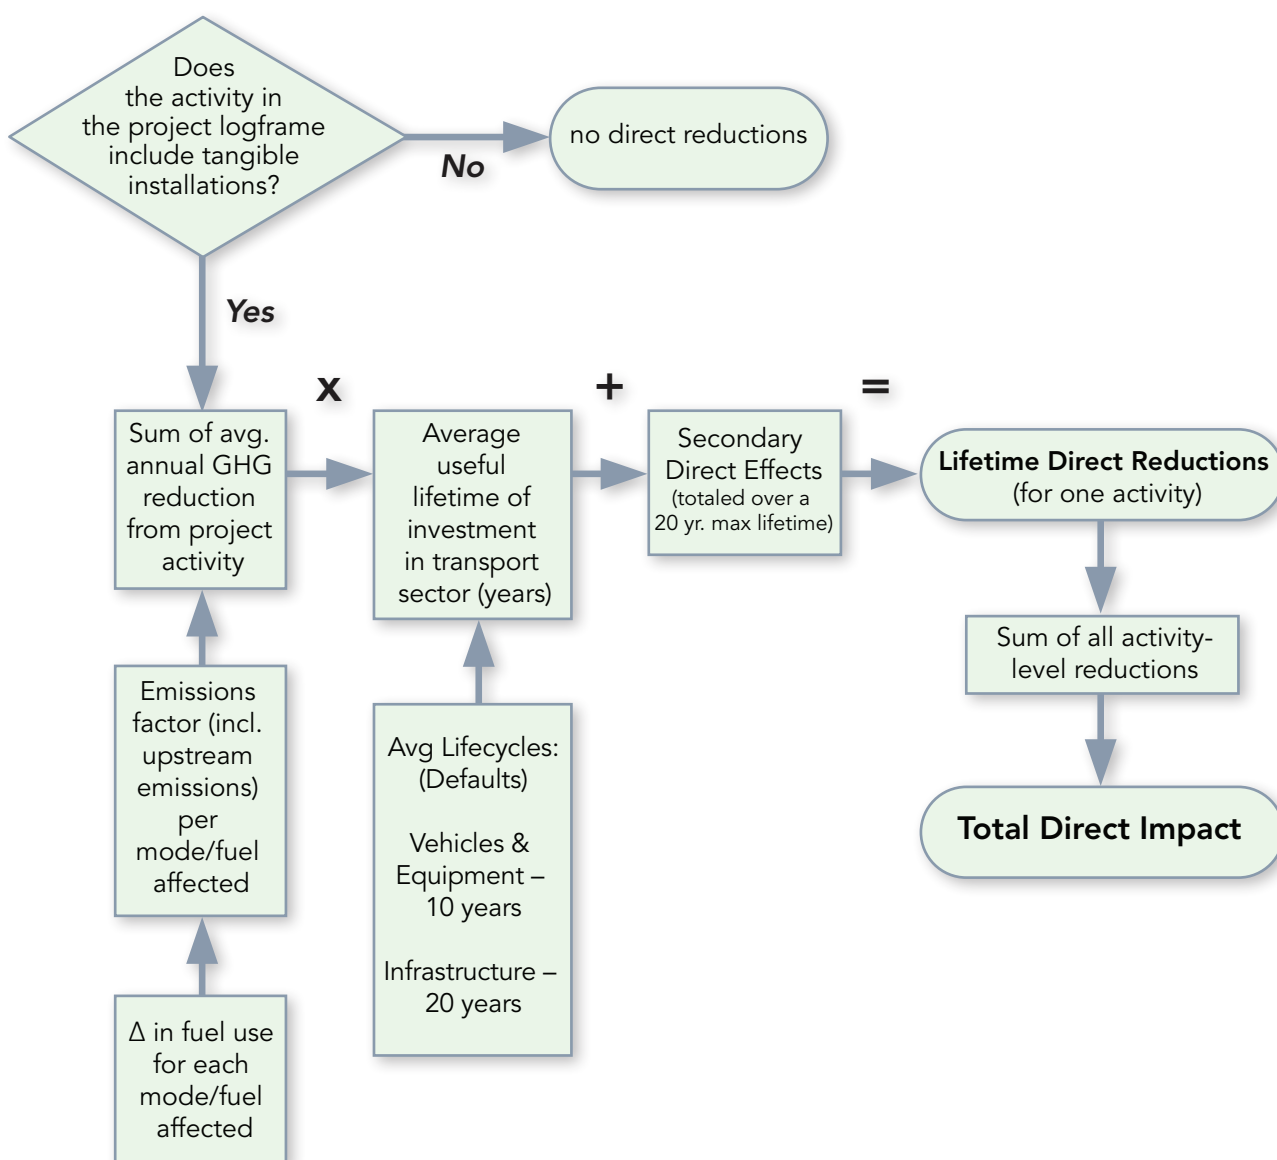 Does
the activity in
the project logframe
include tangible
installations?
No
no direct reductions
Yes
x
+
=
Sum of avg.
annual GHG
reduction
from project
activity
Average
useful
lifetime of
investment
in transport
sector (years)
Secondary
Direct Effects
(totaled over a
20 yr. max lifetime)
Lifetime Direct Reductions
(for one activity)
Emissions
factor (incl.
upstream
emissions)
per
mode/fuel
affected
Avg Lifecycles:
(Defaults)
Vehicles &
Equipment –
10 years
Infrastructure –
20 years
Sum of all activity-
level reductions
Total Direct Impact
Δ in fuel use
for each
mode/fuel
affected